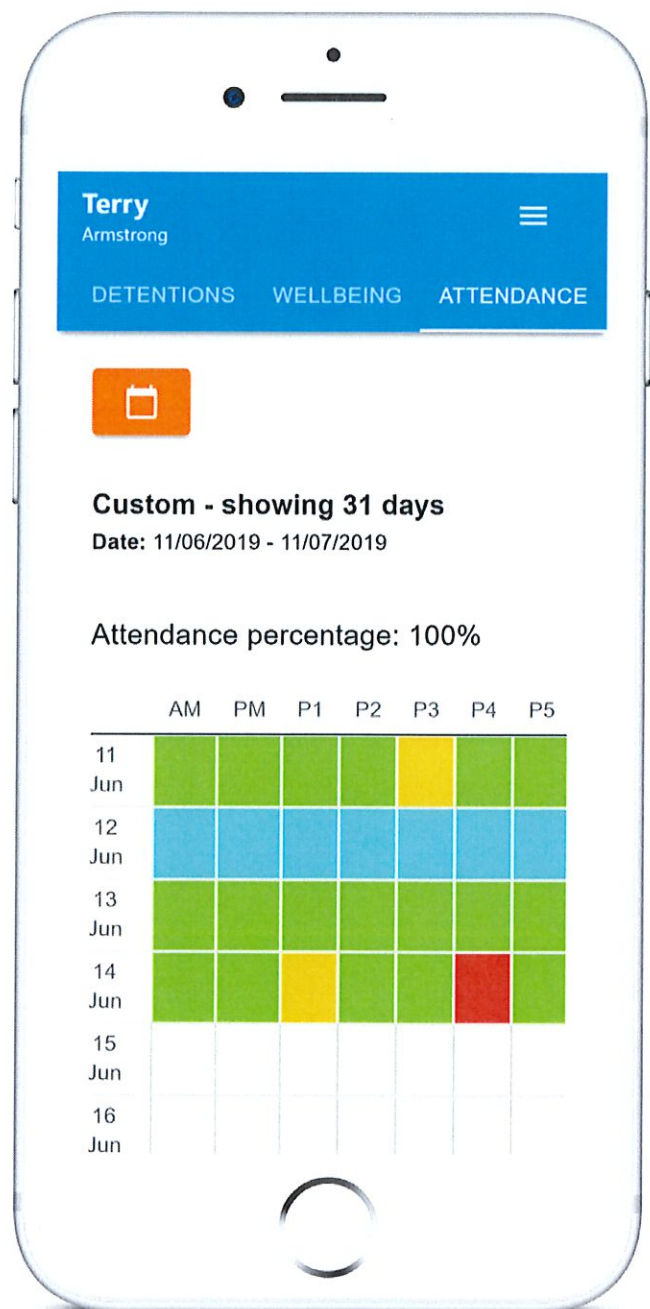 Terry
Armstrong
DETENTIONS WELLBEING ATTENDANCE
Custom - showing 31 days
Date: 11/06/2019 - 11/07/2019
Attendance percentage: 100%
AM PM P1 P2 P3 P4 P5
11
Jun
12
Jun
13
Jun
14
Jun
15
Jun
16
Jun